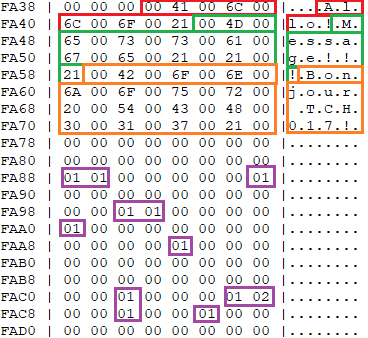 FA38 | 00 00 00 00 41 00 6C 00 |....A.l.
FA40 | 6C 00 6F 00 21 00 4D 00 |l.o.!.M.
FA48 | 65 00 73 00 73 00 61 00 |e.s.s.a.
FA50 | 67 00 65 00 21 00 21 00 |g.e.!.!.
FA58 | 21 00 42 00 6F 00 6E 00 |!.B.o.n.
FA60 | 6A 00 6F 00 75 00 72 00 |j.o.u.r.
FA68 | 20 00 54 00 43 00 48 00 | .T.C.H.
FA70 | 30 00 31 00 37 00 21 00 |0.1.7.!.
FA78 | 00 00 00 00 00 00 00 00 |........
FA80 | 00 00 00 00 00 00 00 00 |........
FA88 | 01 01 00 00 00 00 00 01 |........
FA90 | 00 00 00 00 00 00 00 00 |........
FA98 | 00 00 01 01 00 00 00 00 |........
FAA0 | 01 00 00 00 00 00 00 00 |........
FAA8 | 00 00 00 00 01 00 00 00 |........
FAB0 | 00 00 00 00 00 00 00 00 |........
FAB8 | 00 00 00 00 00 00 00 00 |........
FAC0 | 00 00 01 00 00 00 01 02 |........
FAC8 | 00 00 01 00 00 01 00 00 |........
FAD0 | 00 00 00 00 00 00 00 00 |........